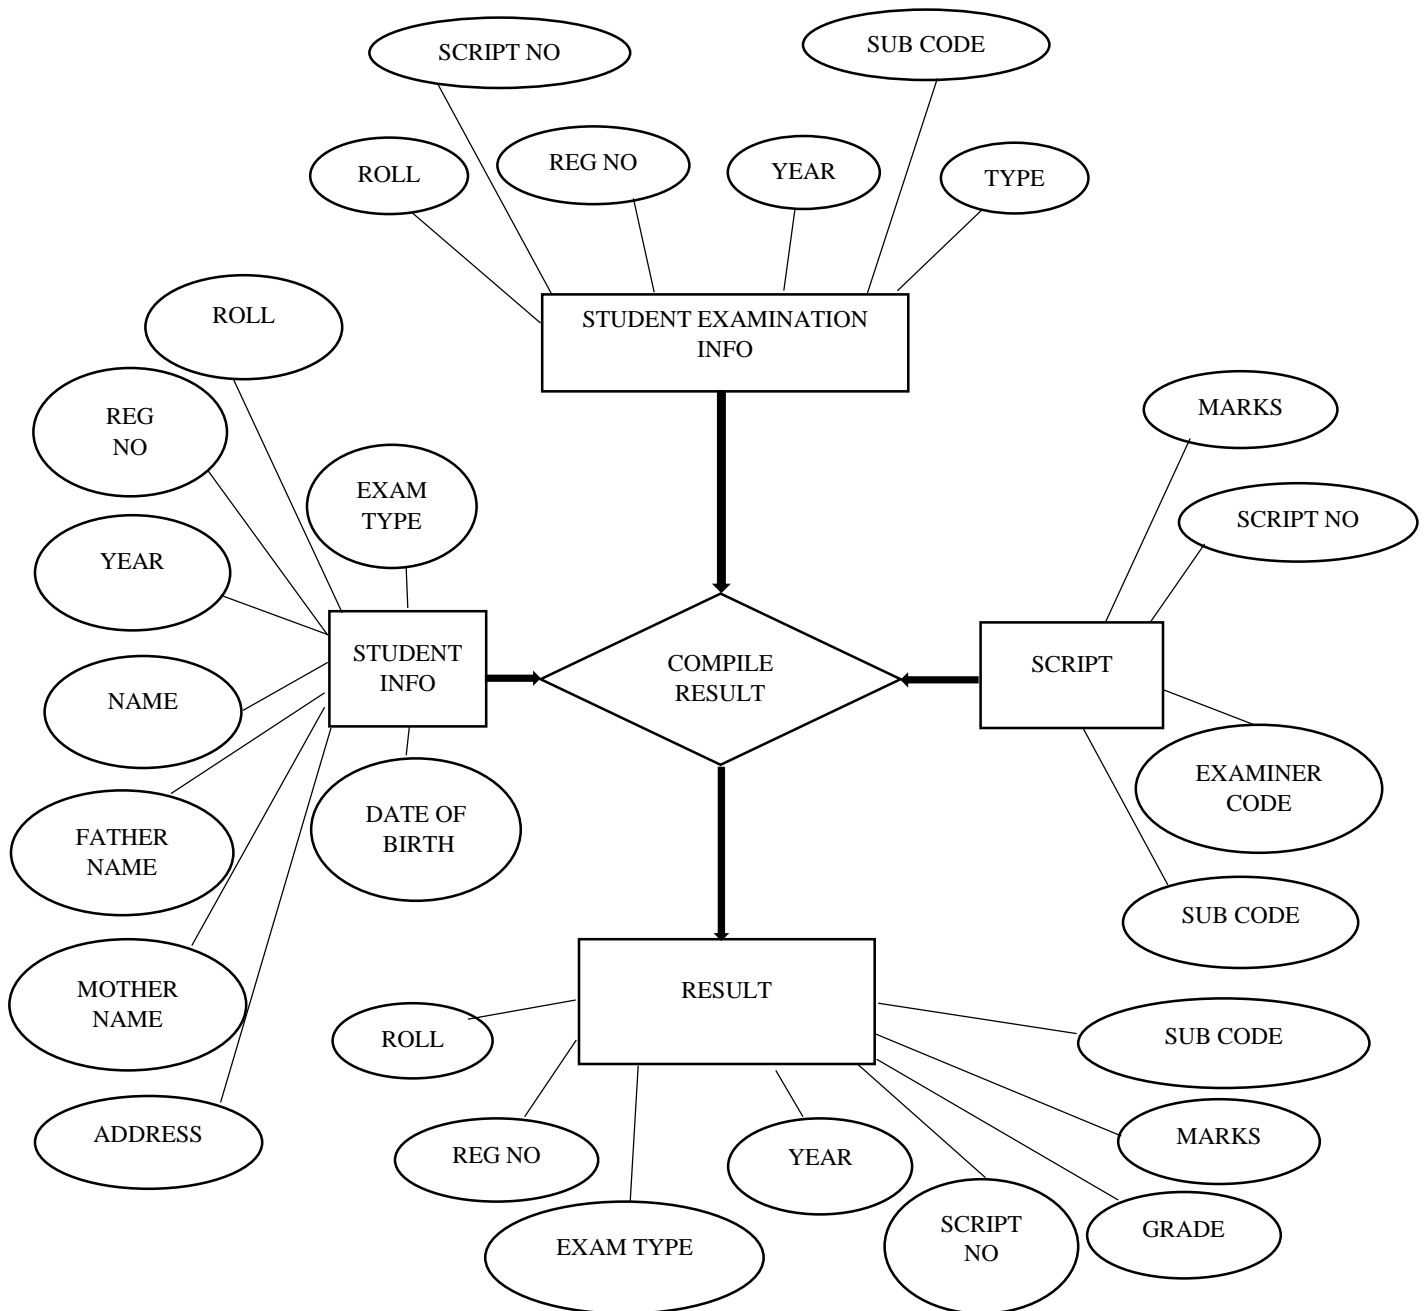 SCRIPT NO
SUB CODE
ROLL
REG NO
YEAR
TYPE
STUDENT EXAMINATION
INFO
ROLL
REG
NO
EXAM
TYPE
YEAR
NAME
FATHER
NAME
MOTHER
NAME
ADDRESS
STUDENT
INFO
DATE OF
BIRTH
COMPILE
RESULT
MARKS
SCRIPT NO
SCRIPT
EXAMINER
CODE
SUB CODE
RESULT
ROLL
REG NO
EXAM TYPE
YEAR
SCRIPT
NO
GRADE
MARKS
SUB CODE